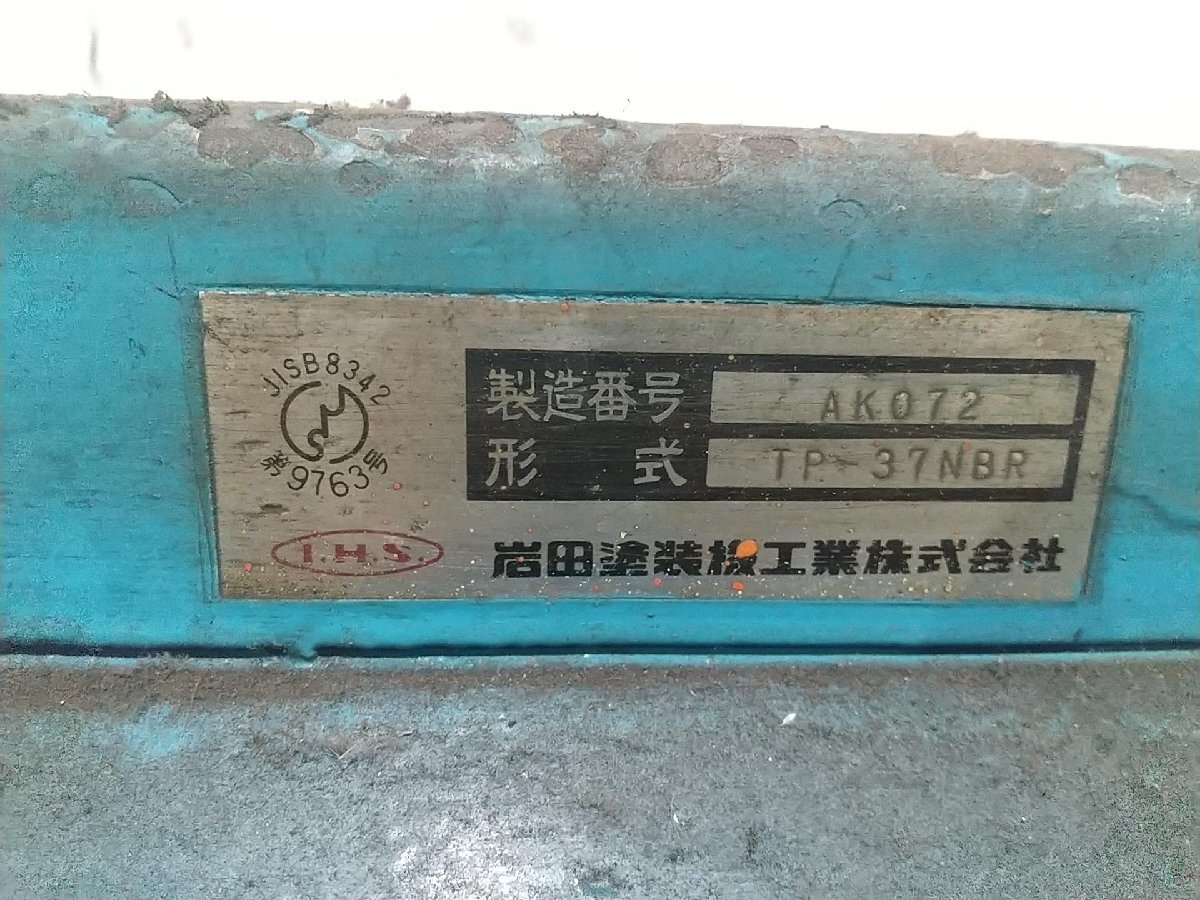 JISB8342
第9763号
製造番号 AK072
形式 TP-37NBR
I.H.S.
岩田塗装機工業株式会社